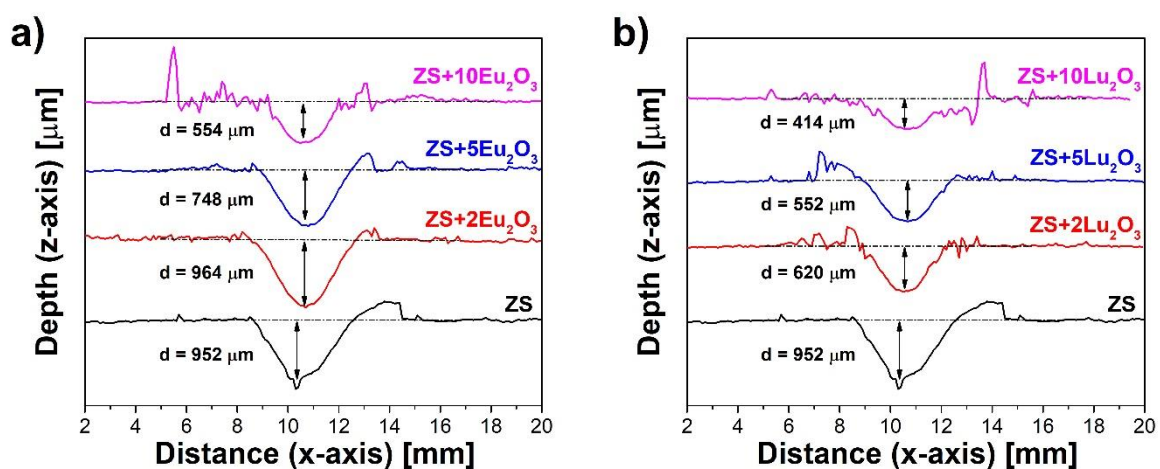 a)
ZS+10Eu₂O₃
d = 554 μm
ZS+5Eu₂O₃
d = 748 μm
ZS+2Eu₂O₃
d = 964 μm
ZS
d = 952 μm
Depth (z-axis) [μm]
2 4 6 8 10 12 14 16 18 20
Distance (x-axis) [mm]
b)
ZS+10Lu₂O₃
d = 414 μm
ZS+5Lu₂O₃
d = 552 μm
ZS+2Lu₂O₃
d = 620 μm
ZS
d = 952 μm
Depth (z-axis) [μm]
2 4 6 8 10 12 14 16 18 20
Distance (x-axis) [mm]